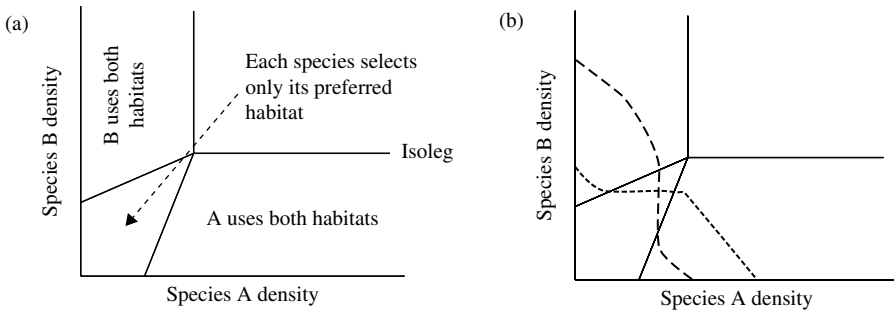 (a)
Species B density
B uses both
habitats
Each species selects
only its preferred
habitat
Isoleg
A uses both habitats
Species A density
(b)
Species B density
Species A density